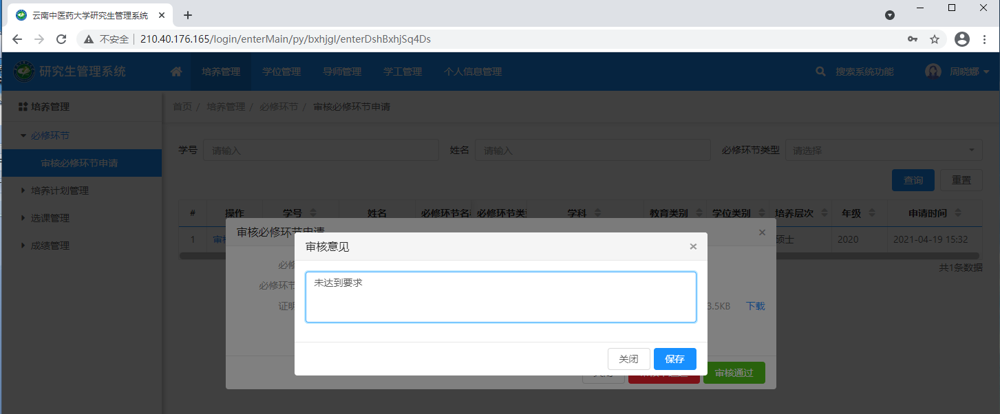 云南中医药大学研究生管理系统
不安全 210.40.176.165/login/enterMain/py/bxhjgl/enterDshBxhjSq4Ds
研究生管理系统 培养管理 学位管理 导师管理 学工管理 个人信息管理 搜索系统功能 周晓娜
培养管理
首页 / 培养管理 / 必修环节 / 审核必修环节申请
必修环节
学号 请输入 姓名 请输入 必修环节类型 请选择
审核必修环节申请
查询 重置
培养计划管理
# 操作 学号 姓名 必修环节名 必修环节类 学科 教育类别 学位类别 培养层次 年级 申请时间
选课管理
审核必修环节申请
1 审核 硕士 2020 2021-04-19 15:32
成绩管理
审核意见
必修
共1条数据
未达到要求
必修环节
证明 3.5KB 下载
关闭 保存
审核通过